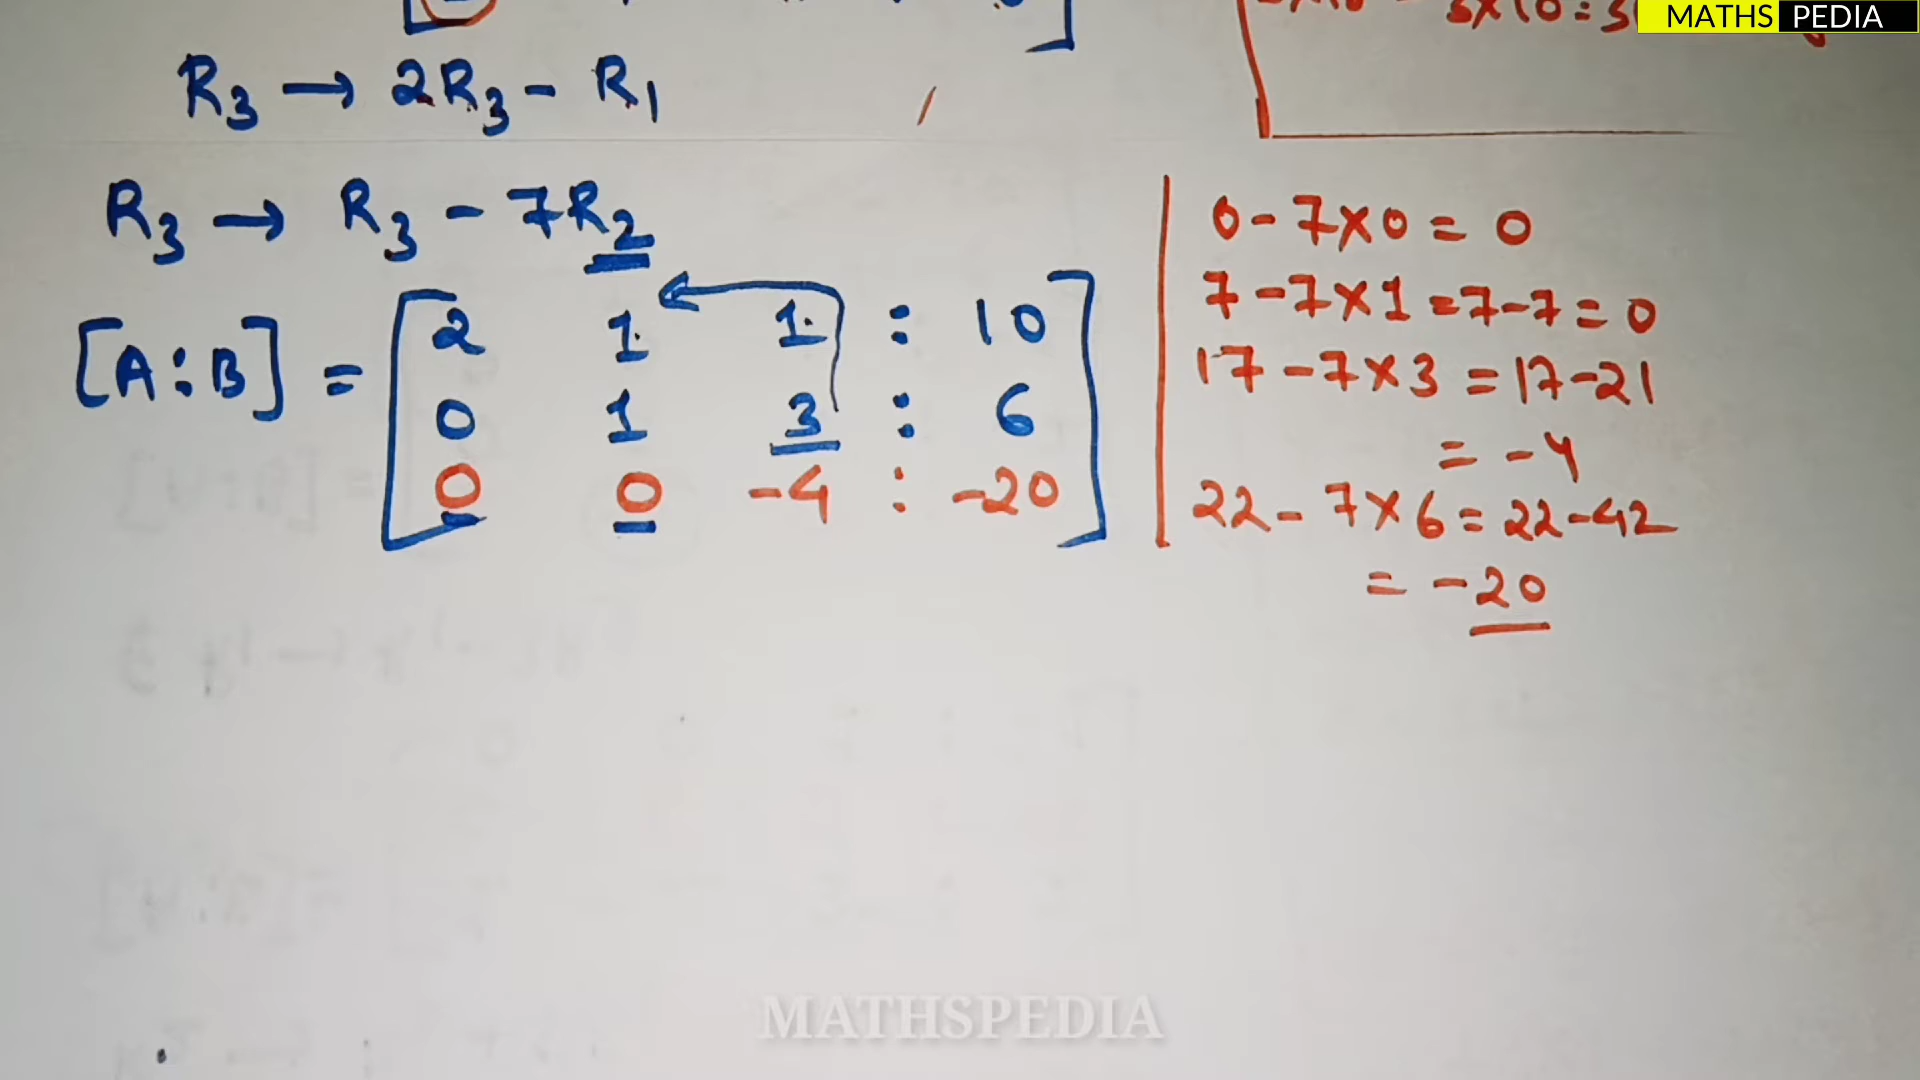 MATHS PEDIA
R₃ → 2R₃ - R₁
R₃ → R₃ - 7R₂
[A:B] = [2 1 1 : 10
0 1 3 : 6
0 0 -4 : -20]
0 - 7×0 = 0
7 - 7×1 = 7-7 = 0
17 - 7×3 = 17-21
= -4
22 - 7×6 = 22-42
= -20
MATHSPEDIA